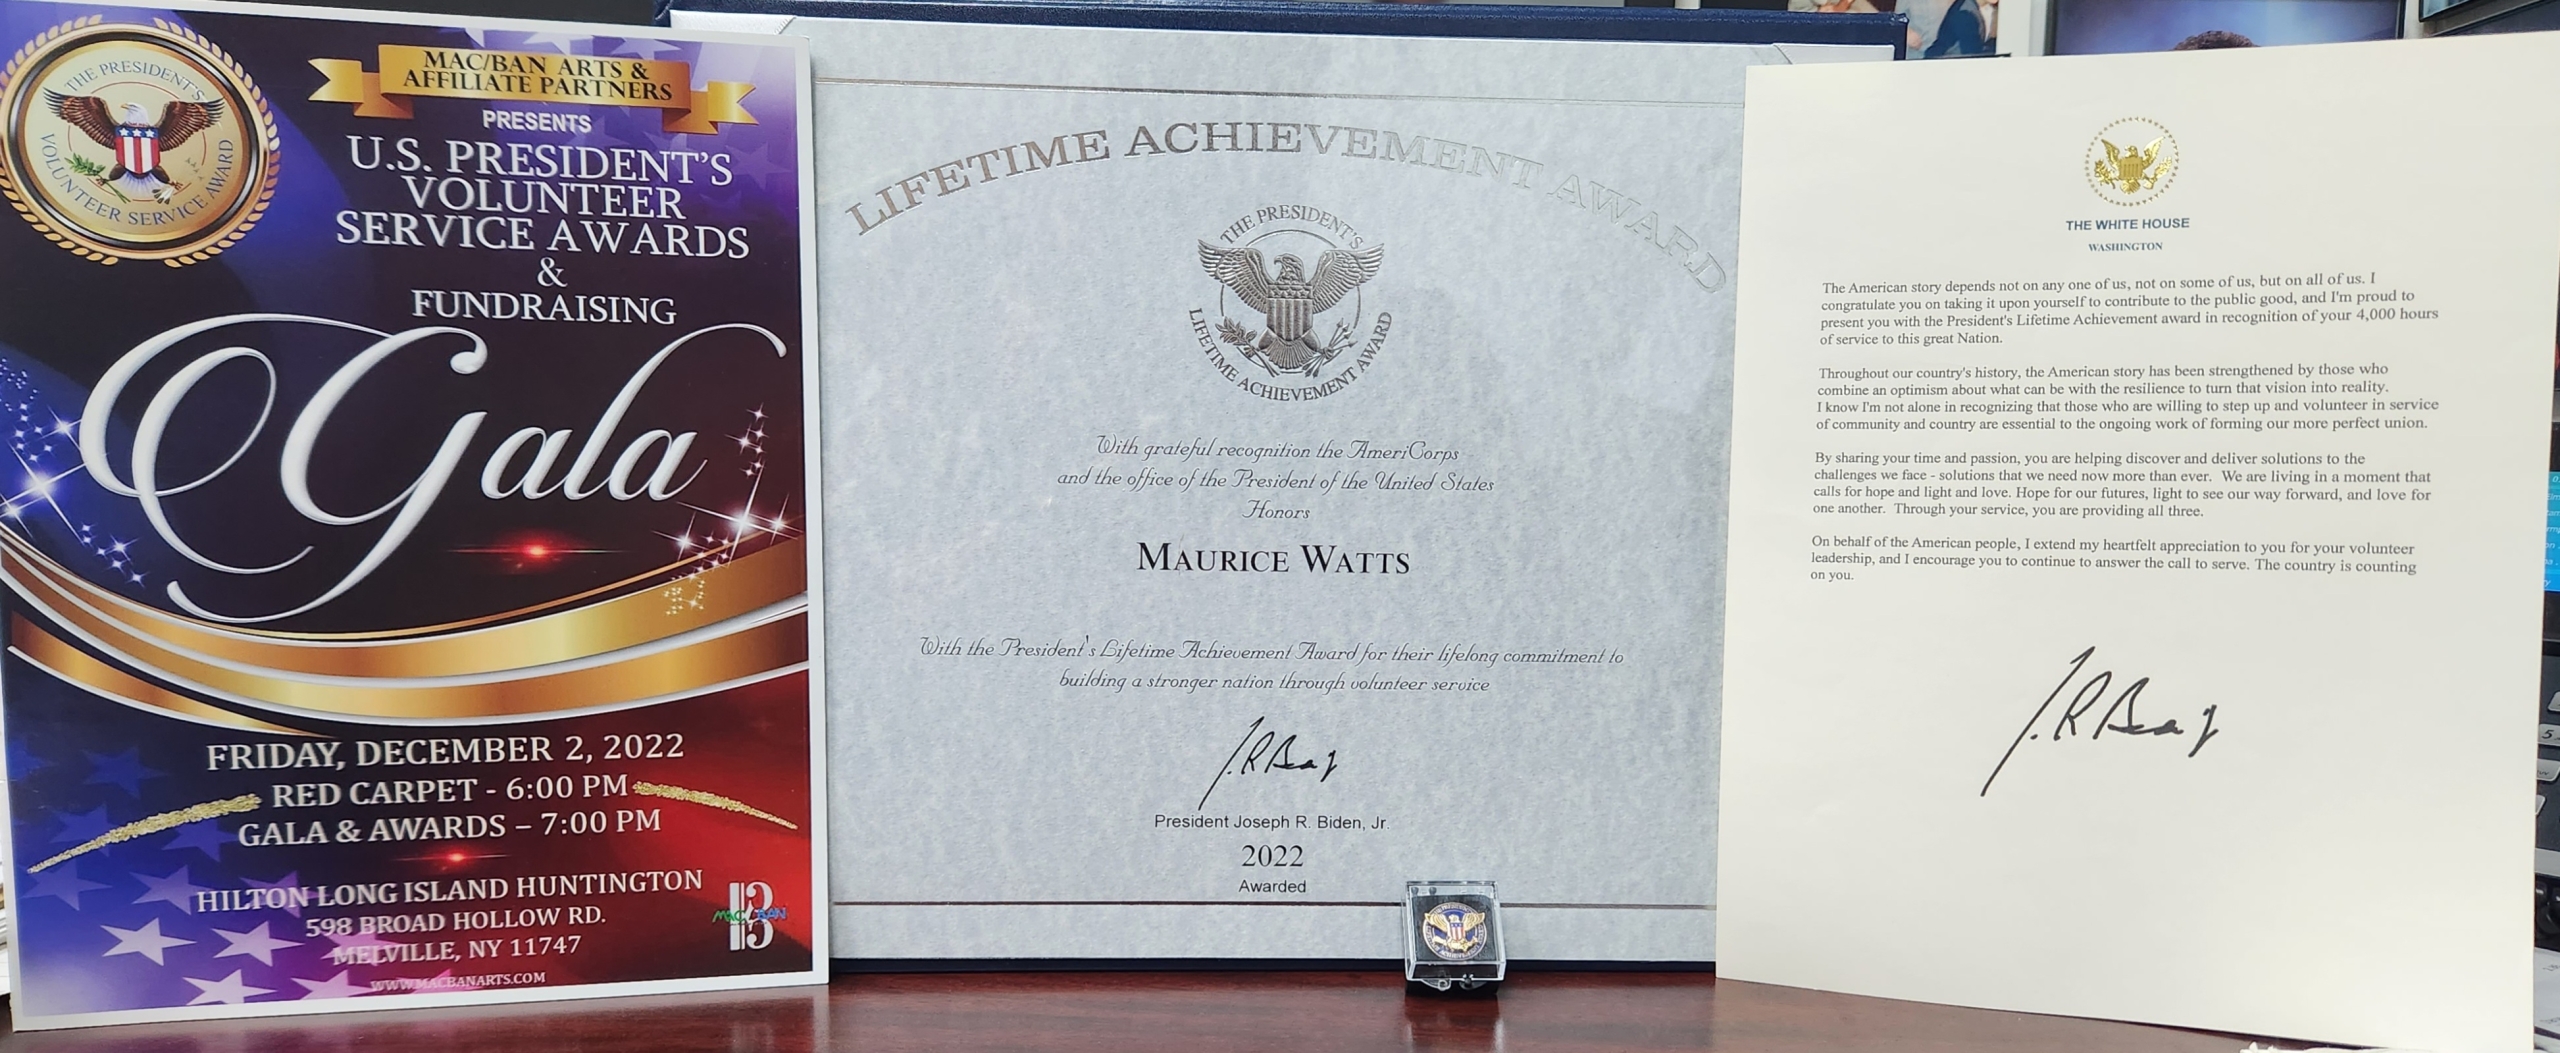 THE PRESIDENT'S
VOLUNTEER SERVICE AWARD
MAC/BAN ARTS &
AFFILIATE PARTNERS
PRESENTS
U.S. PRESIDENT'S
VOLUNTEER
SERVICE AWARDS
&
FUNDRAISING
Gala
FRIDAY, DECEMBER 2, 2022
RED CARPET - 6:00 PM
GALA & AWARDS – 7:00 PM
HILTON LONG ISLAND HUNTINGTON
598 BROAD HOLLOW RD.
MELVILLE, NY 11747
WWW.MACBANARTS.COM
MAC BAN
LIFETIME ACHIEVEMENT AWARD
THE PRESIDENT'S
LIFETIME ACHIEVEMENT AWARD
With grateful recognition the AmeriCorps
and the office of the President of the United States
Honors
MAURICE WATTS
With the President's Lifetime Achievement Award for their lifelong commitment to
building a stronger nation through volunteer service
President Joseph R. Biden, Jr.
2022
Awarded
THE WHITE HOUSE
WASHINGTON
The American story depends not on any one of us, not on some of us, but on all of us. I
congratulate you on taking it upon yourself to contribute to the public good, and I'm proud to
present you with the President's Lifetime Achievement award in recognition of your 4,000 hours
of service to this great Nation.
Throughout our country's history, the American story has been strengthened by those who
combine an optimism about what can be with the resilience to turn that vision into reality.
I know I'm not alone in recognizing that those who are willing to step up and volunteer in service
of community and country are essential to the ongoing work of forming our more perfect union.
By sharing your time and passion, you are helping discover and deliver solutions to the
challenges we face - solutions that we need now more than ever. We are living in a moment that
calls for hope and light and love. Hope for our futures, light to see our way forward, and love for
one another. Through your service, you are providing all three.
On behalf of the American people, I extend my heartfelt appreciation to you for your volunteer
leadership, and I encourage you to continue to answer the call to serve. The country is counting
on you.